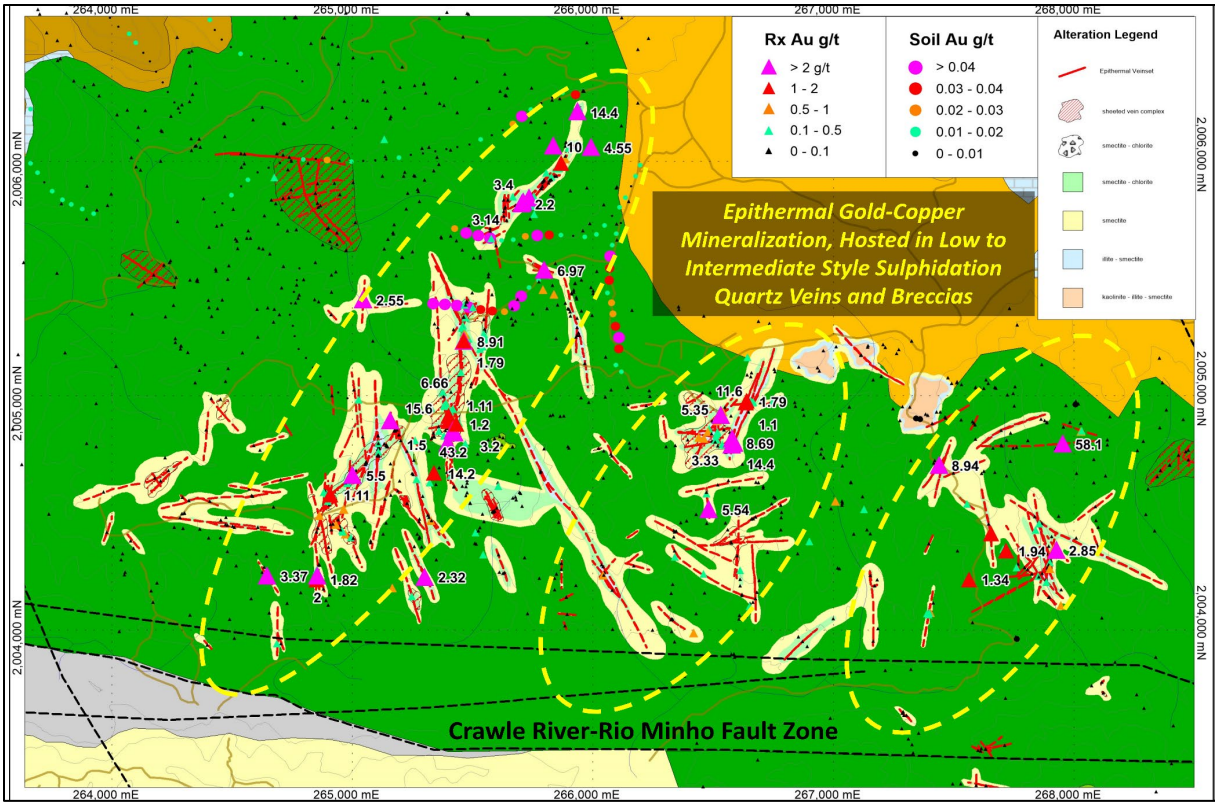 264,000 mE
265,000 mE
266,000 mE
267,000 mE
268,000 mE
Rx Au g/t
> 2 g/t
1 - 2
0.5 - 1
0.1 - 0.5
0 - 0.1
Soil Au g/t
> 0.04
0.03 - 0.04
0.02 - 0.03
0.01 - 0.02
0 - 0.01
Alteration Legend
Epithermal Veinset
sheeted vein complex
smectite - chlorite
smectite - chlorite
smectite
illite - smectite
kaolinite - illite - smectite
Epithermal Gold-Copper
Mineralization, Hosted in Low to
Intermediate Style Sulphidation
Quartz Veins and Breccias
2,006,000 mN
2,006,000 mN
14.4
10
4.55
3.4
2.2
3.14
6.97
2.55
8.91
1.79
6.66
15.6
1.11
1.2
1.5
43.2
3.2
5.5
14.2
1.11
3.37
1.82
2
2.32
11.6
1.79
5.35
1.1
8.69
3.33
14.4
5.54
58.1
8.94
1.94
2.85
1.34
2,005,000 mN
2,005,000 mN
2,004,000 mN
2,004,000 mN
Crawle River-Rio Minho Fault Zone
264,000 mE
265,000 mE
266,000 mE
267,000 mE
268,000 mE